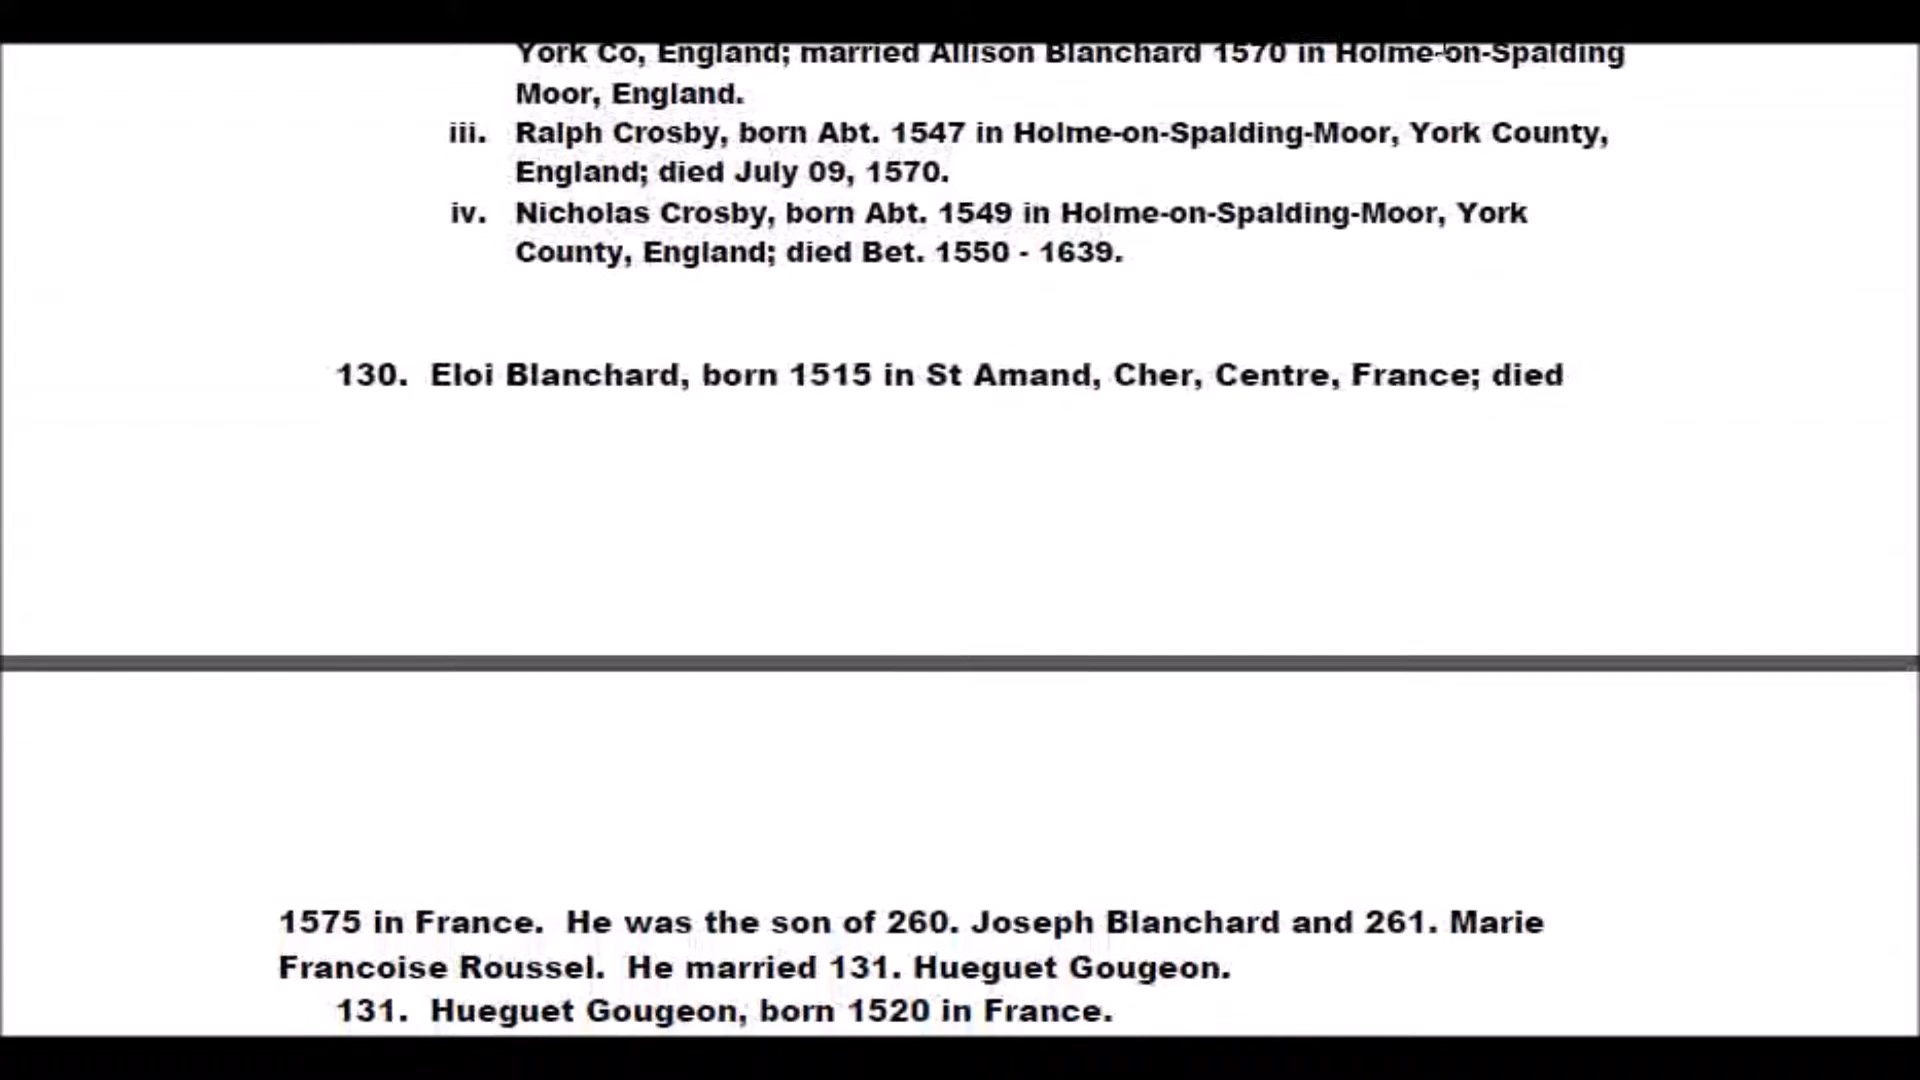 York Co, England; married Allison Blanchard 1570 in Holme-on-Spalding
Moor, England.
iii. Ralph Crosby, born Abt. 1547 in Holme-on-Spalding-Moor, York County,
England; died July 09, 1570.
iv. Nicholas Crosby, born Abt. 1549 in Holme-on-Spalding-Moor, York
County, England; died Bet. 1550 - 1639.
130. Eloi Blanchard, born 1515 in St Amand, Cher, Centre, France; died
1575 in France. He was the son of 260. Joseph Blanchard and 261. Marie
Francoise Roussel. He married 131. Hueguet Gougeon.
131. Hueguet Gougeon, born 1520 in France.